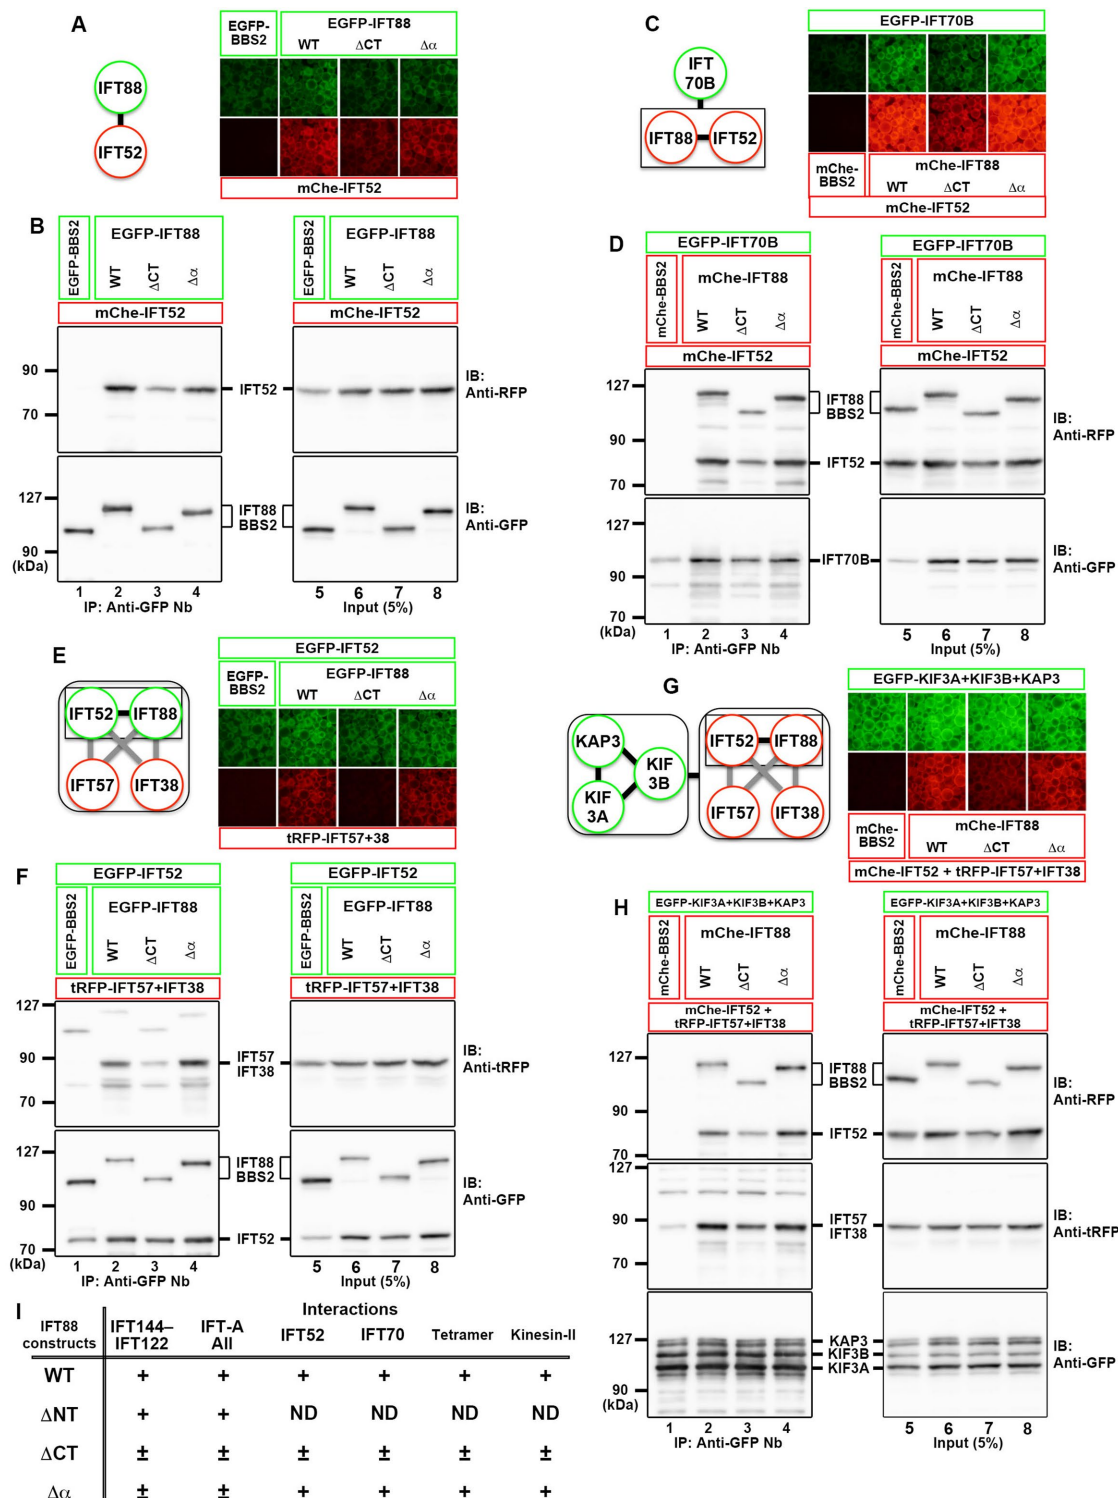 A
EGFP-BBS2
EGFP-IFT88
WT ΔCT Δα
IFT88
IFT52
mChe-IFT52
B
EGFP-BBS2
EGFP-IFT88
WT ΔCT Δα
mChe-IFT52
EGFP-BBS2
EGFP-IFT88
WT ΔCT Δα
mChe-IFT52
90
70
IFT52
IB:
Anti-RFP
127
90
(kDa)
IFT88
BBS2
IB:
Anti-GFP
1 2 3 4
IP: Anti-GFP Nb
5 6 7 8
Input (5%)
C
EGFP-IFT70B
IFT
70B
IFT88
IFT52
mChe-BBS2
mChe-IFT88
WT ΔCT Δα
mChe-IFT52
D
EGFP-IFT70B
mChe-BBS2
mChe-IFT88
WT ΔCT Δα
mChe-IFT52
EGFP-IFT70B
mChe-BBS2
mChe-IFT88
WT ΔCT Δα
mChe-IFT52
127
90
70
IFT88
BBS2
IFT52
IB:
Anti-RFP
127
90
70
(kDa)
IFT70B
IB:
Anti-GFP
1 2 3 4
IP: Anti-GFP Nb
5 6 7 8
Input (5%)
E
EGFP-IFT52
EGFP-BBS2
EGFP-IFT88
WT ΔCT Δα
IFT52 IFT88
IFT57 IFT38
tRFP-IFT57+38
F
EGFP-IFT52
EGFP-BBS2
EGFP-IFT88
WT ΔCT Δα
tRFP-IFT57+IFT38
EGFP-IFT52
EGFP-BBS2
EGFP-IFT88
WT ΔCT Δα
tRFP-IFT57+IFT38
127
90
70
IFT57
IFT38
IB:
Anti-tRFP
127
90
70
(kDa)
IFT88
BBS2
IFT52
IB:
Anti-GFP
1 2 3 4
IP: Anti-GFP Nb
5 6 7 8
Input (5%)
G
EGFP-KIF3A+KIF3B+KAP3
KAP3
KIF
3B
KIF
3A
IFT52 IFT88
IFT57 IFT38
mChe-BBS2
mChe-IFT88
WT ΔCT Δα
mChe-IFT52 + tRFP-IFT57+IFT38
H
EGFP-KIF3A+KIF3B+KAP3
mChe-BBS2
mChe-IFT88
WT ΔCT Δα
mChe-IFT52 +
tRFP-IFT57+IFT38
EGFP-KIF3A+KIF3B+KAP3
mChe-BBS2
mChe-IFT88
WT ΔCT Δα
mChe-IFT52 +
tRFP-IFT57+IFT38
127
90
70
IFT88
BBS2
IFT52
IB:
Anti-RFP
127
90
70
IFT57
IFT38
IB:
Anti-tRFP
127
90
(kDa)
KAP3
KIF3B
KIF3A
IB:
Anti-GFP
1 2 3 4
IP: Anti-GFP Nb
5 6 7 8
Input (5%)
I
Interactions
IFT88 constructs IFT144–IFT122 IFT-A All IFT52 IFT70 Tetramer Kinesin-II
WT + + + + + +
ΔNT + + ND ND ND ND
ΔCT ± ± ± ± ± ±
Δα ± ± + + + +